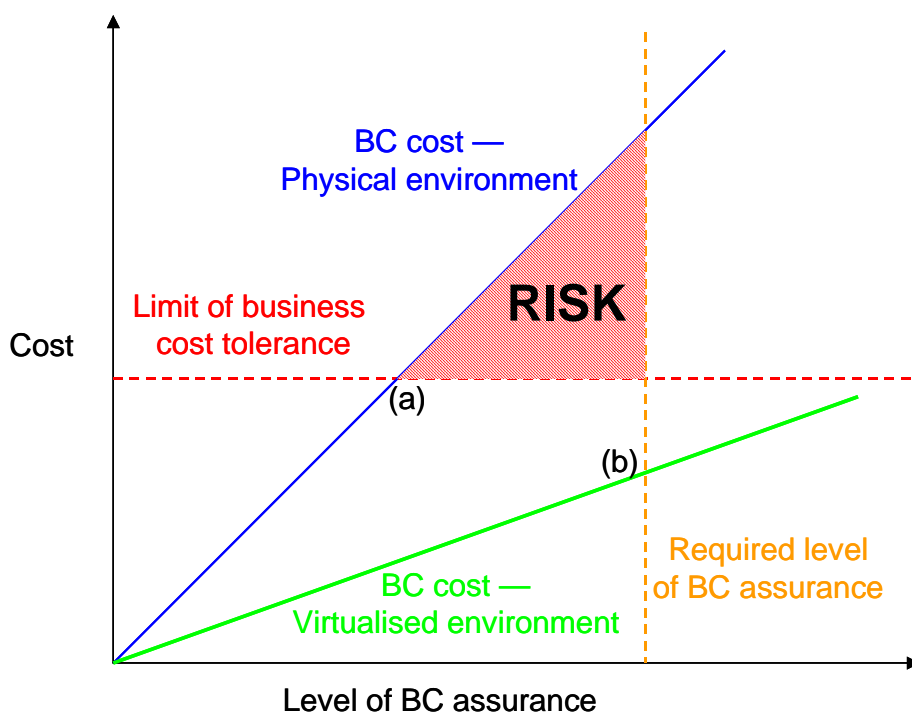 BC cost —
Physical environment
Limit of business
cost tolerance
RISK
Cost
(a)
(b)
Required level
of BC assurance
BC cost —
Virtualised environment
Level of BC assurance